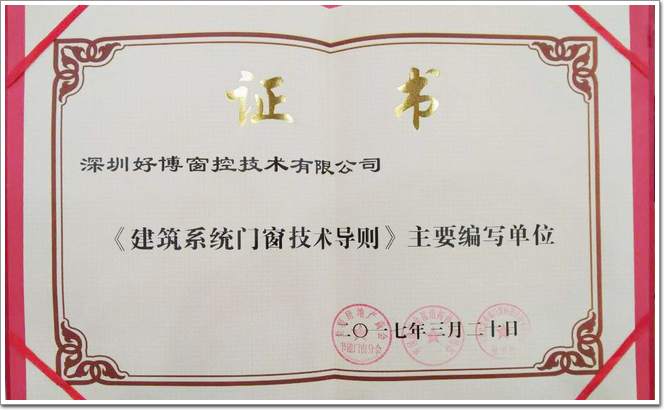 证 书
深圳好博窗控技术有限公司
《建筑系统门窗技术导则》主要编写单位
二〇一七年三月二十日